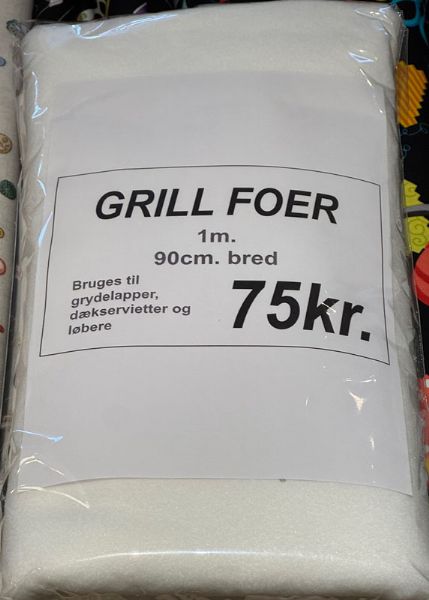 GRILL FOER
1m.
90cm. bred
Bruges til
grydelapper,
dækservietter og
løbere
75kr.